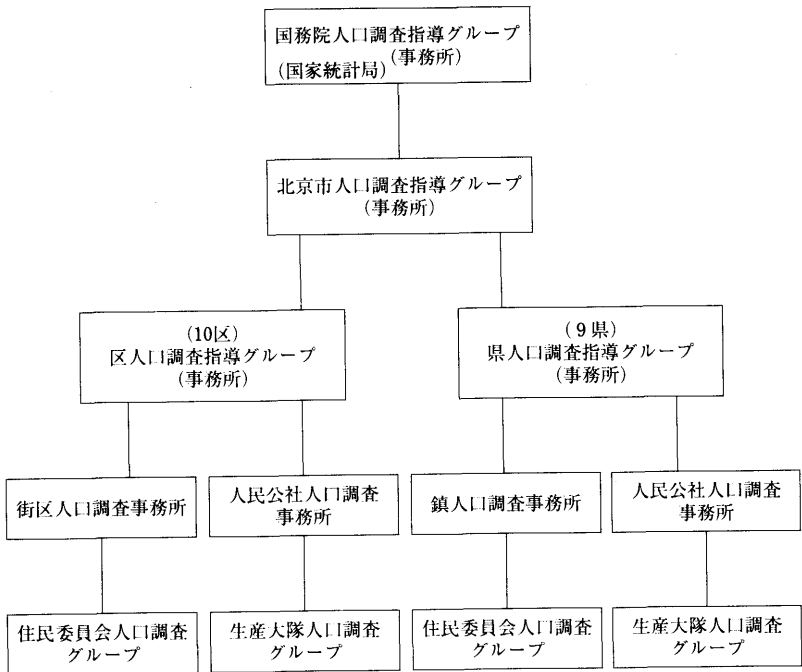 国務院人口調査指導グループ
(事務所)
(国家統計局)
北京市人口調査指導グループ
(事務所)
(10区)
区人口調査指導グループ
(事務所)
(9県)
県人口調査指導グループ
(事務所)
街区人口調査事務所
人民公社人口調査
事務所
鎮人口調査事務所
人民公社人口調査
事務所
住民委員会人口調査
グループ
生産大隊人口調査
グループ
住民委員会人口調査
グループ
生産大隊人口調査
グループ